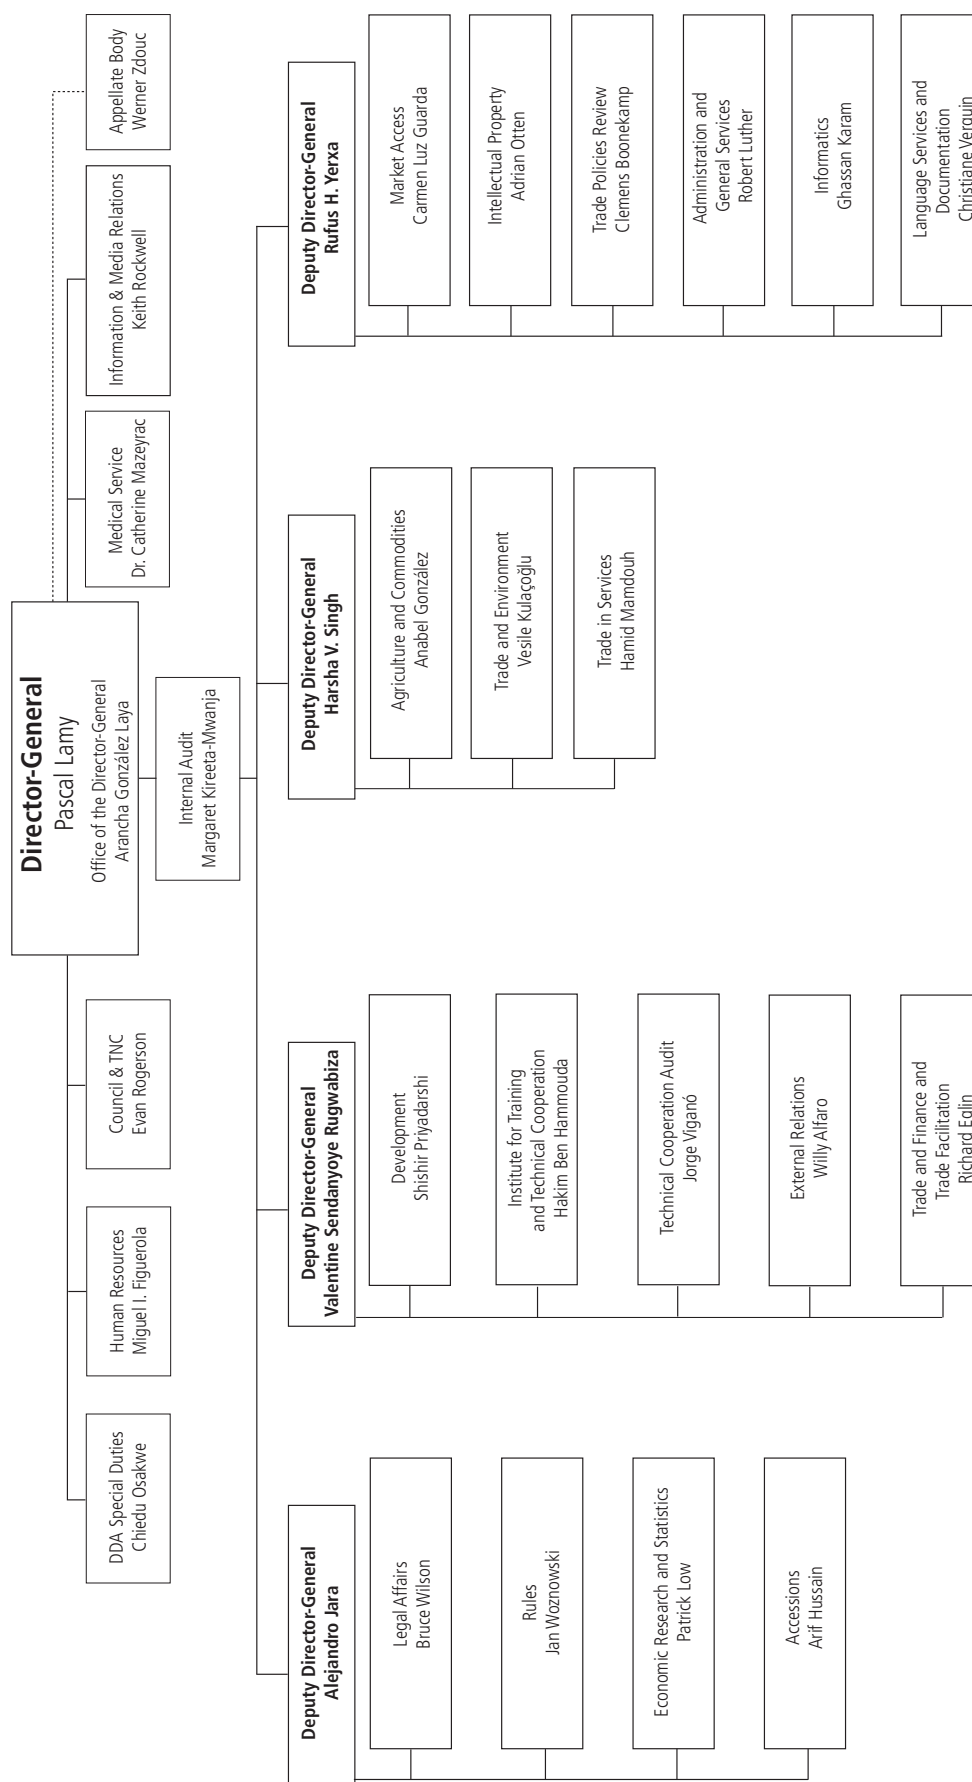 Director-General
Pascal Lamy
Office of the Director-General
Arancha González Laya
DDA Special Duties
Chiedu Osakwe
Human Resources
Miguel I. Figuerola
Council & TNC
Evan Rogerson
Medical Service
Dr. Catherine Mazeyrac
Information & Media Relations
Keith Rockwell
Appellate Body
Werner Zdouc
Internal Audit
Margaret Kireeta-Mwanja
Deputy Director-General
Alejandro Jara
Legal Affairs
Bruce Wilson
Rules
Jan Woznowski
Economic Research and Statistics
Patrick Low
Accessions
Arif Hussain
Deputy Director-General
Valentine Sendanyoye Rugwabiza
Development
Shishir Priyadarshi
Institute for Training
and Technical Cooperation
Hakim Ben Hammouda
Technical Cooperation Audit
Jorge Viganó
External Relations
Willy Alfaro
Trade and Finance and
Trade Facilitation
Richard Eglin
Deputy Director-General
Harsha V. Singh
Agriculture and Commodities
Anabel González
Trade and Environment
Vesile Kulaçoğlu
Trade in Services
Hamid Mamdouh
Deputy Director-General
Rufus H. Yerxa
Market Access
Carmen Luz Guarda
Intellectual Property
Adrian Otten
Trade Policies Review
Clemens Boonekamp
Administration and
General Services
Robert Luther
Informatics
Ghassan Karam
Language Services and
Documentation
Christiane Verquin